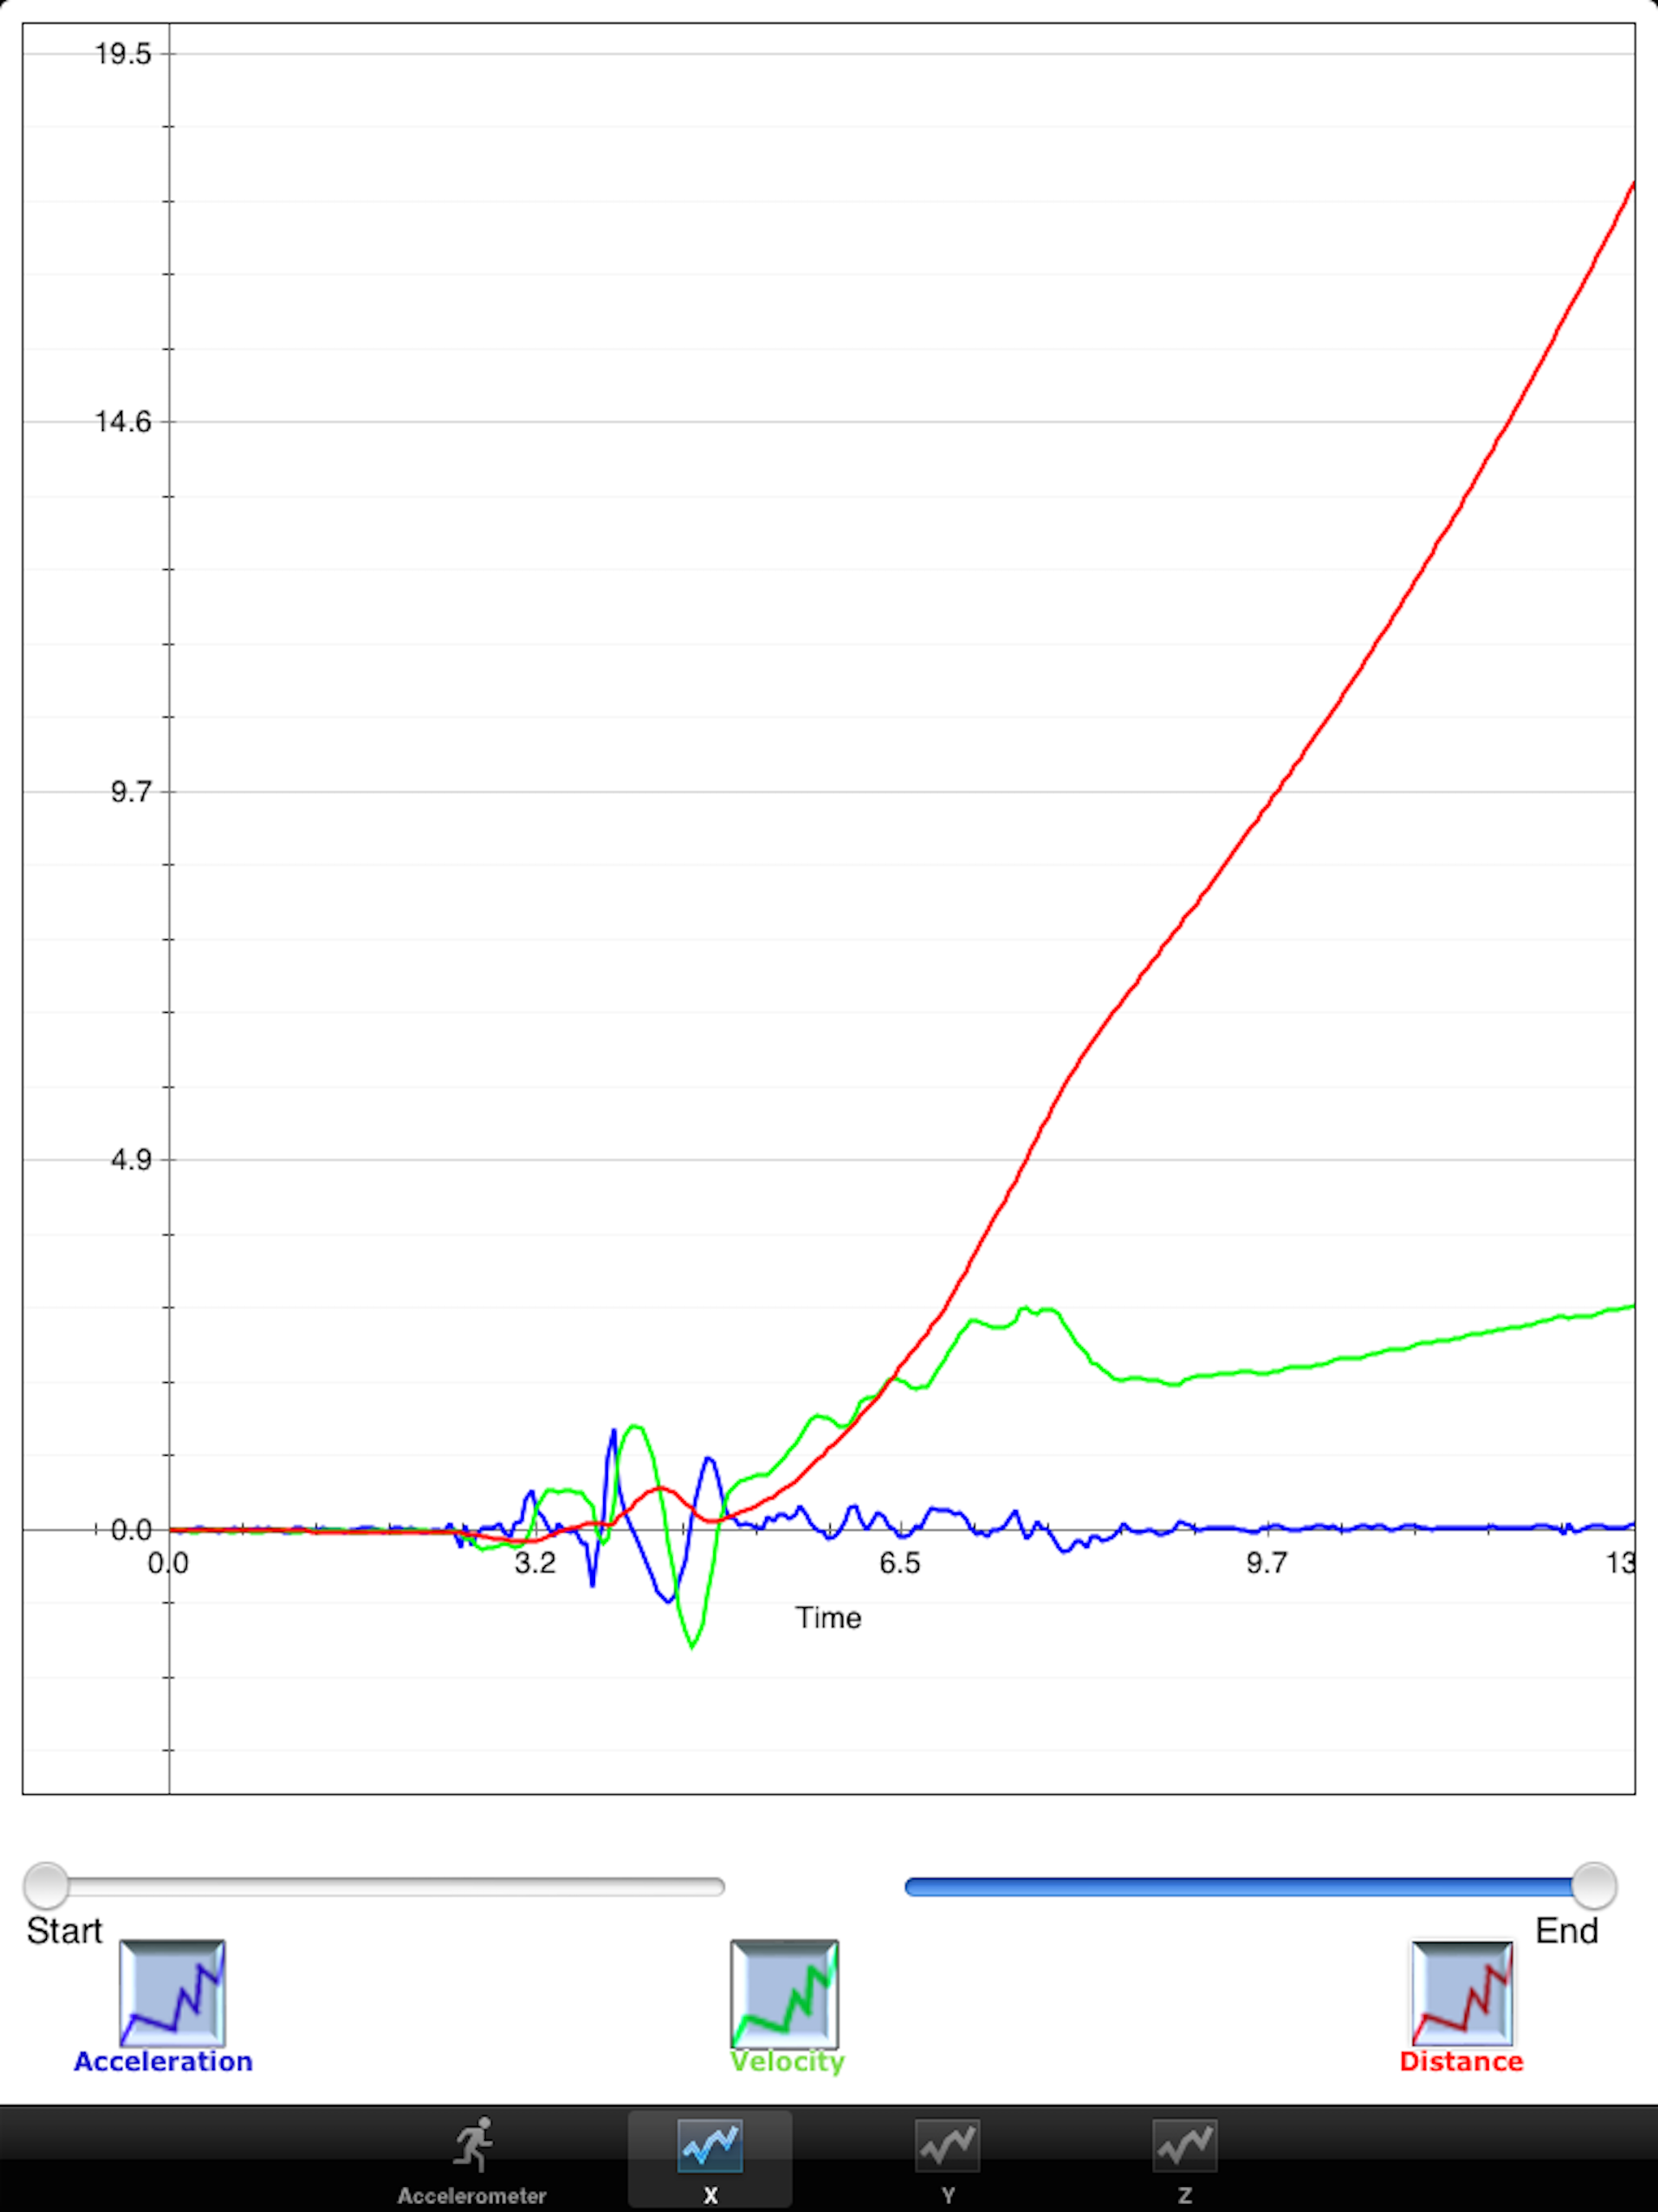 19.5
14.6
9.7
4.9
0.0
0.0 3.2 6.5 9.7 13
Time
Start End
Acceleration Velocity Distance
Accelerometer X Y Z